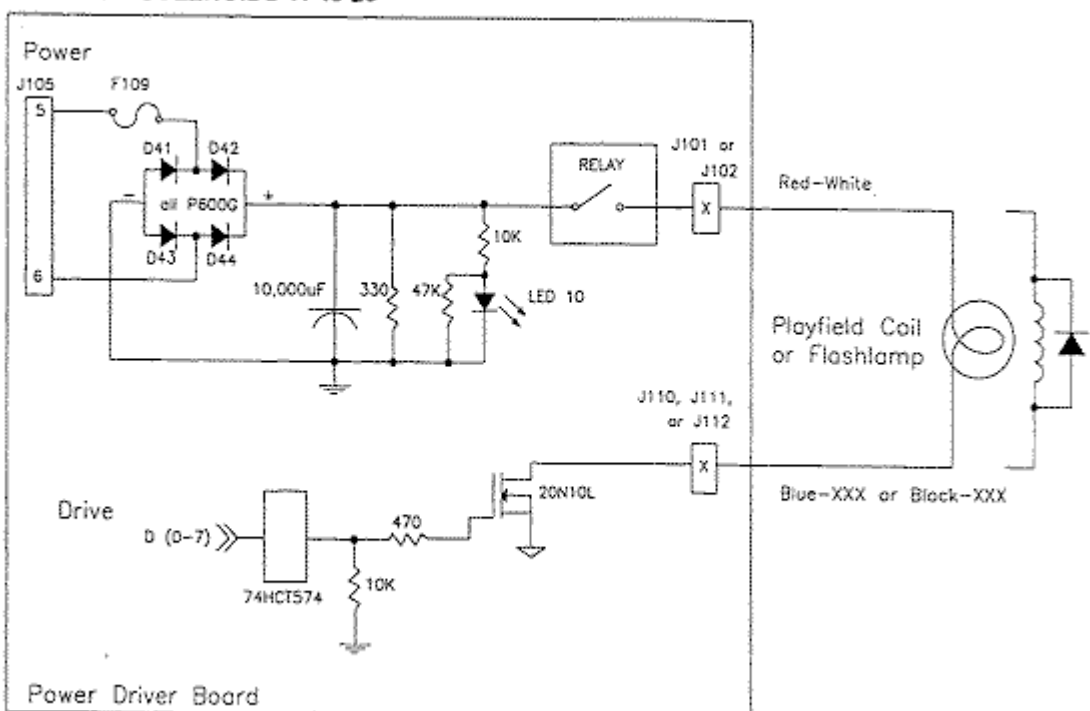 Power
J105
F109
5
D41
D42
- all P600G +
D43
D44
6
10,000uF
330
47K
10K
LED 10
RELAY
J101 or
J102
X
Red-White
Playfield Coil
or Flashlamp
J110, J111,
or J112
X
20N10L
Blue-XXX or Black-XXX
Drive
D (0-7)
470
74HCT574
10K
Power Driver Board